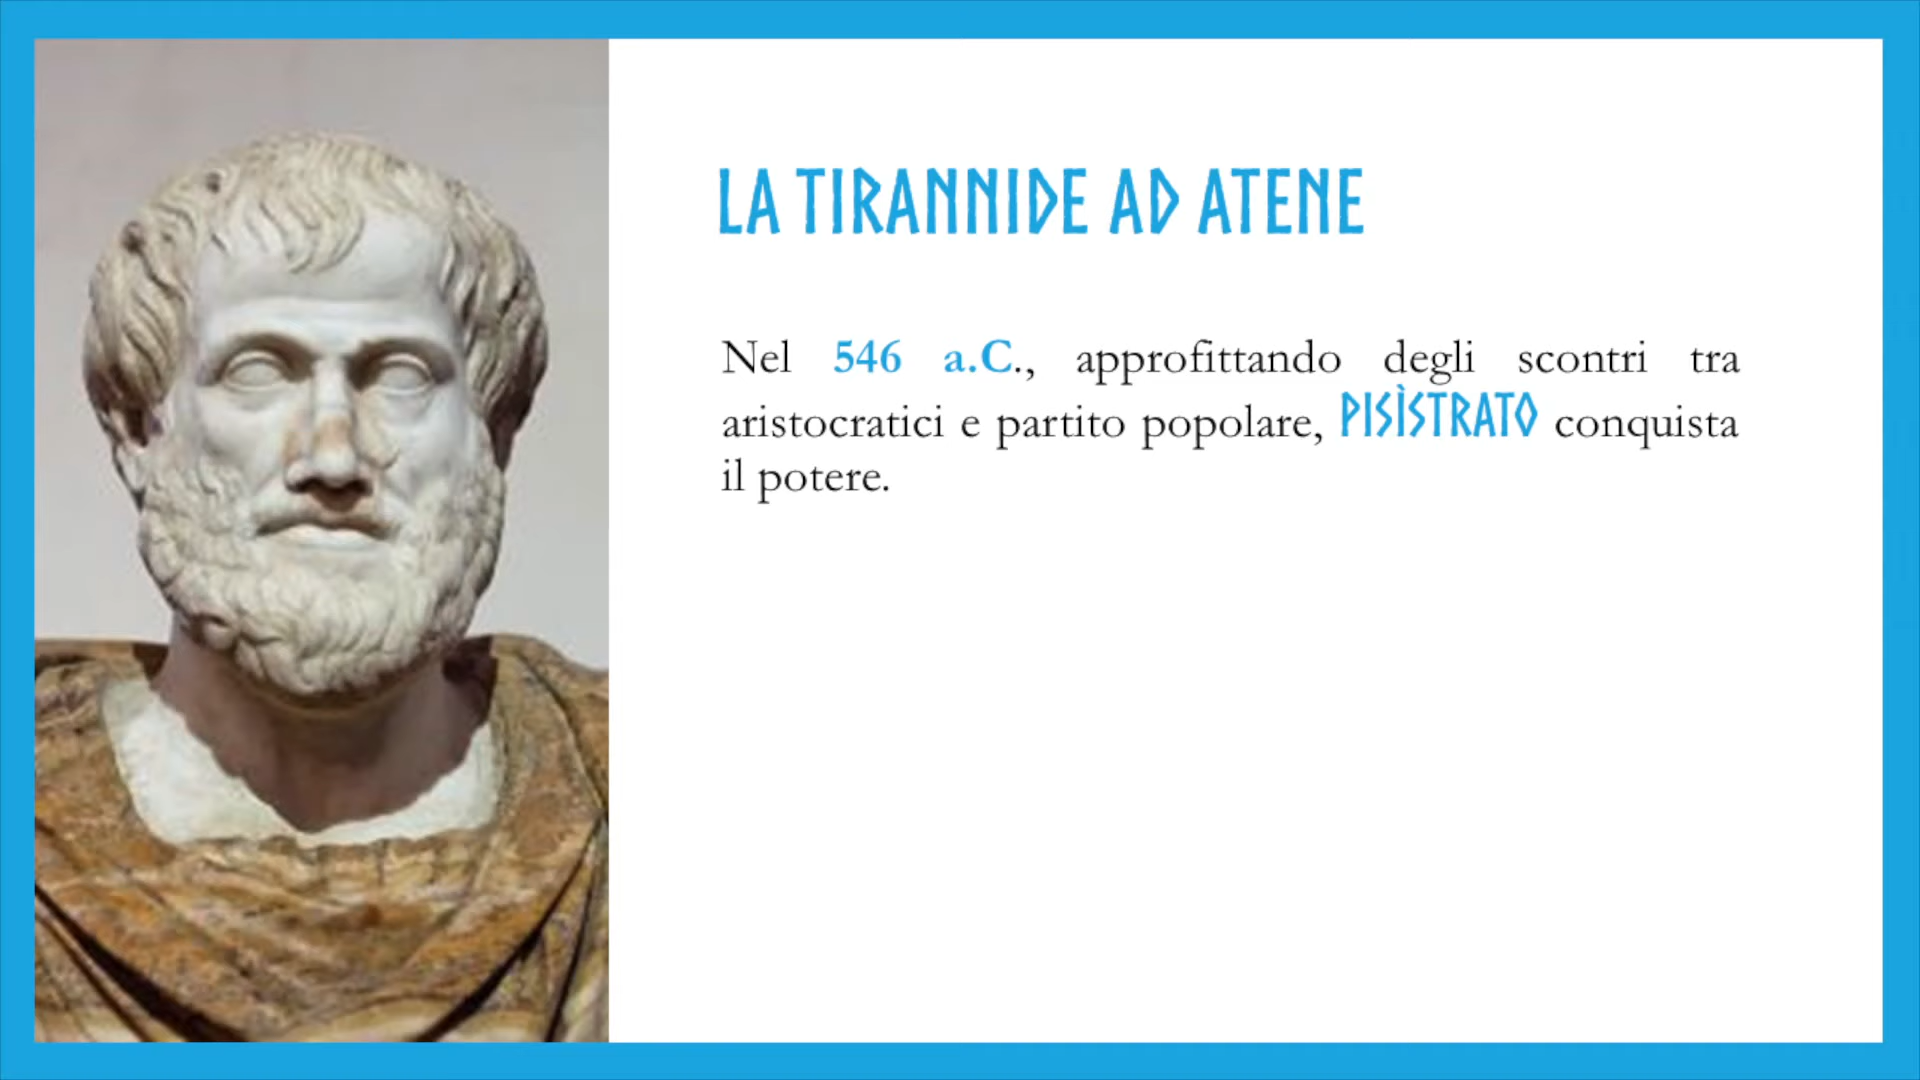 LA TIRANNIDE AD ATENE
Nel 546 a.C., approfittando degli scontri tra
aristocratici e partito popolare, PISÌSTRATO conquista
il potere.